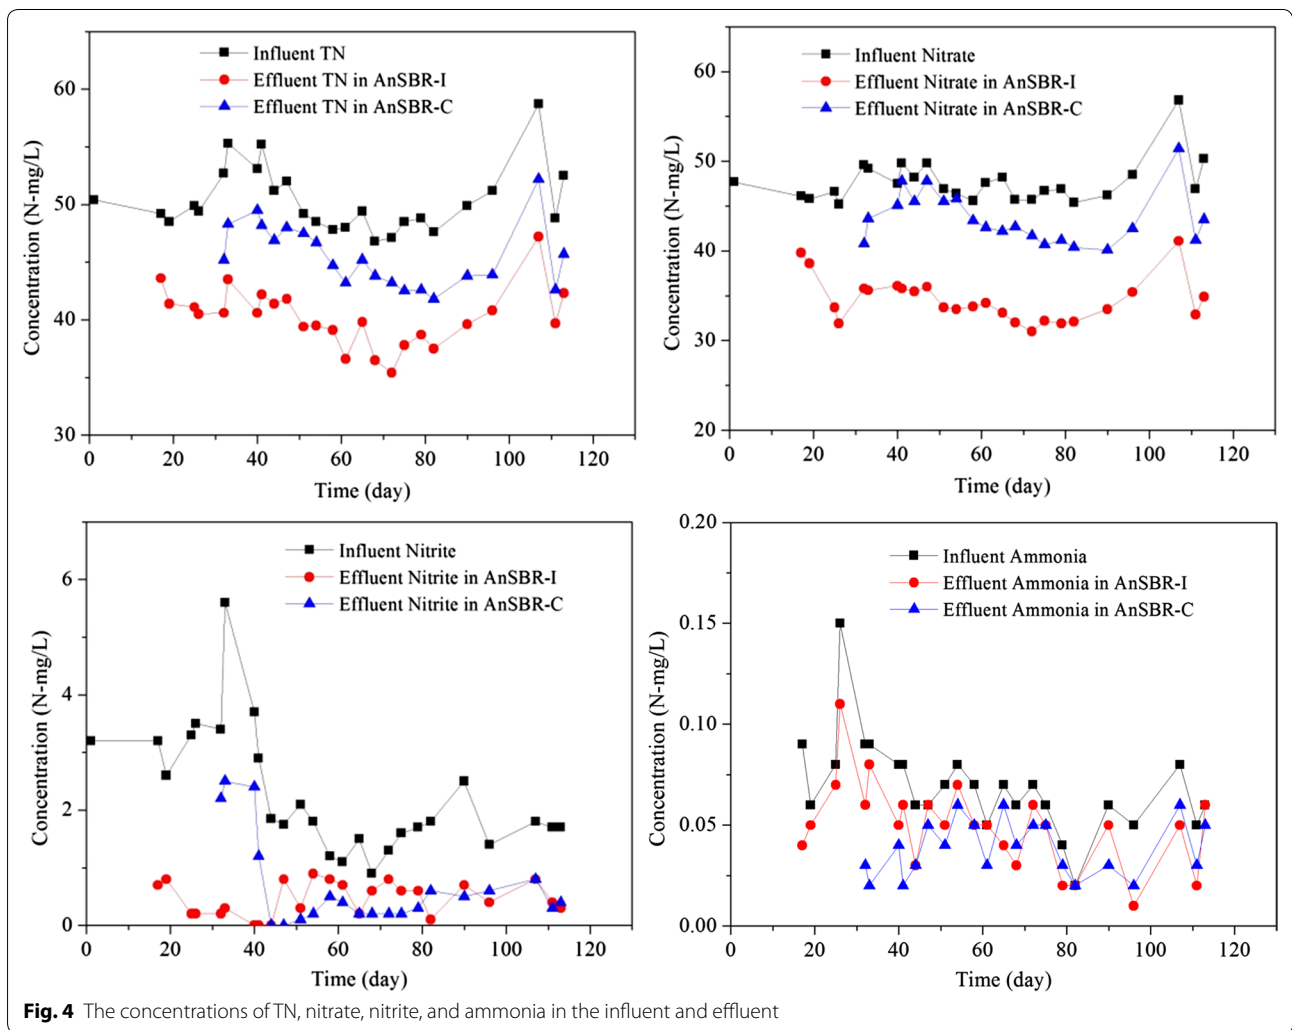 Influent TN
Effluent TN in AnSBR-I
Effluent TN in AnSBR-C
Concentration (N-mg/L)
60
50
40
30
0 20 40 60 80 100 120
Time (day)
Influent Nitrate
Effluent Nitrate in AnSBR-I
Effluent Nitrate in AnSBR-C
Concentration (N-mg/L)
60
50
40
30
20
0 20 40 60 80 100 120
Time (day)
Influent Nitrite
Effluent Nitrite in AnSBR-I
Effluent Nitrite in AnSBR-C
Concentration (N-mg/L)
6
4
2
0
0 20 40 60 80 100 120
Time (day)
Influent Ammonia
Effluent Ammonia in AnSBR-I
Effluent Ammonia in AnSBR-C
Concentration (N-mg/L)
0.20
0.15
0.10
0.05
0.00
0 20 40 60 80 100 120
Time (day)
Fig. 4 The concentrations of TN, nitrate, nitrite, and ammonia in the influent and effluent